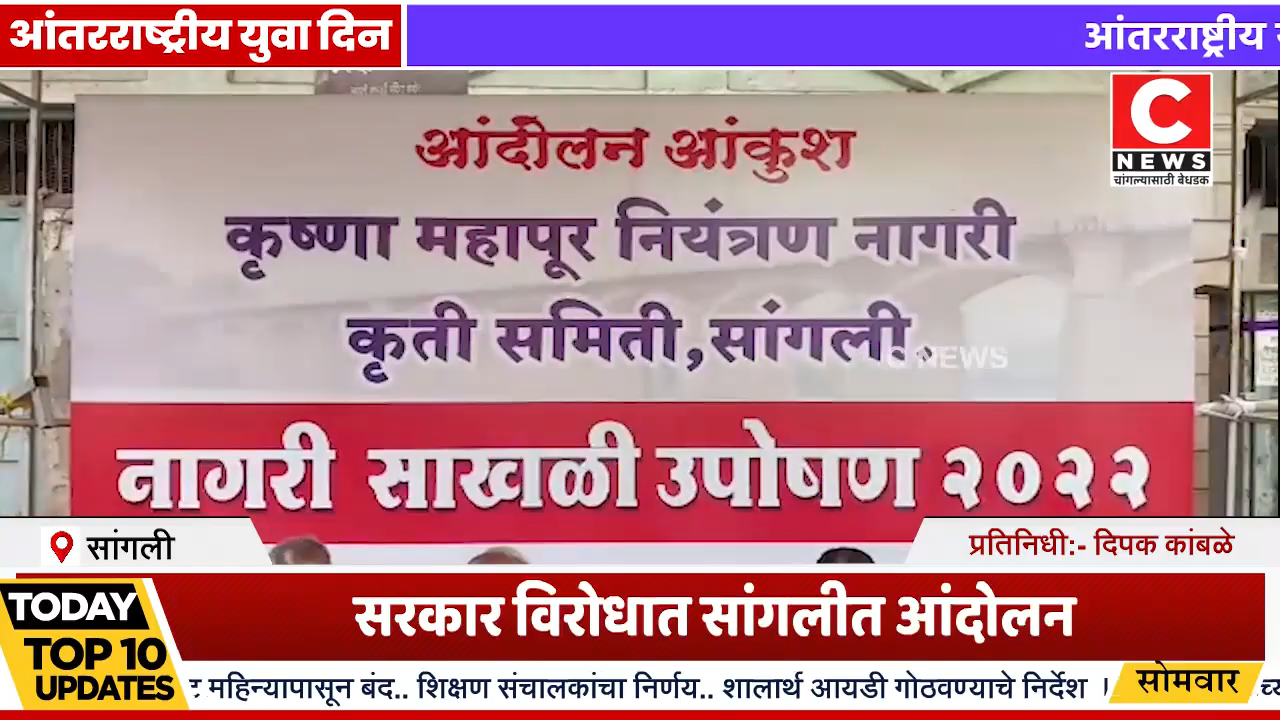 आंतरराष्ट्रीय युवा दिन
आंतरराष्ट्रीय
C
NEWS
चांगल्यासाठी बेधडक
आंदोलन आंकुश
कृष्णा महापूर नियंत्रण नागरी
कृती समिती,सांगली.
C NEWS
नागरी साखळी उपोषण २०२२
सांगली
प्रतिनिधी:- दिपक कांबळे
TODAY
TOP 10
UPDATES
सरकार विरोधात सांगलीत आंदोलन
महिन्यापासून बंद.. शिक्षण संचालकांचा निर्णय.. शालार्थ आयडी गोठवण्याचे निर्देश
सोमवार